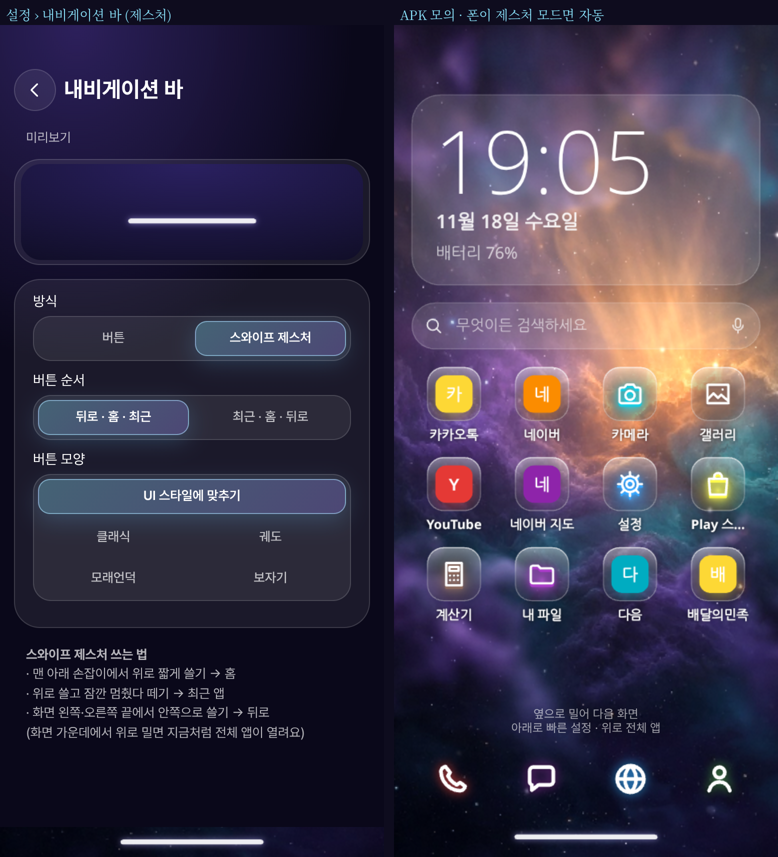 설정 › 내비게이션 바 (제스처)
내비게이션 바
미리보기
방식
버튼
스와이프 제스처
버튼 순서
뒤로 · 홈 · 최근
최근 · 홈 · 뒤로
버튼 모양
UI 스타일에 맞추기
클래식
궤도
모래언덕
보자기
스와이프 제스처 쓰는 법
· 맨 아래 손잡이에서 위로 짧게 쓸기 → 홈
· 위로 쓸고 잠깐 멈췄다 떼기 → 최근 앱
· 화면 왼쪽·오른쪽 끝에서 안쪽으로 쓸기 → 뒤로
(화면 가운데에서 위로 밀면 지금처럼 전체 앱이 열려요)
APK 모의 · 폰이 제스처 모드면 자동
19:05
11월 18일 수요일
배터리 76%
무엇이든 검색하세요
카
네
카카오톡
네이버
카메라
갤러리
Y
네
YouTube
네이버 지도
설정
Play 스...
다
배
계산기
내 파일
다음
배달의민족
옆으로 밀어 다음 화면
아래로 빠른 설정 · 위로 전체 앱